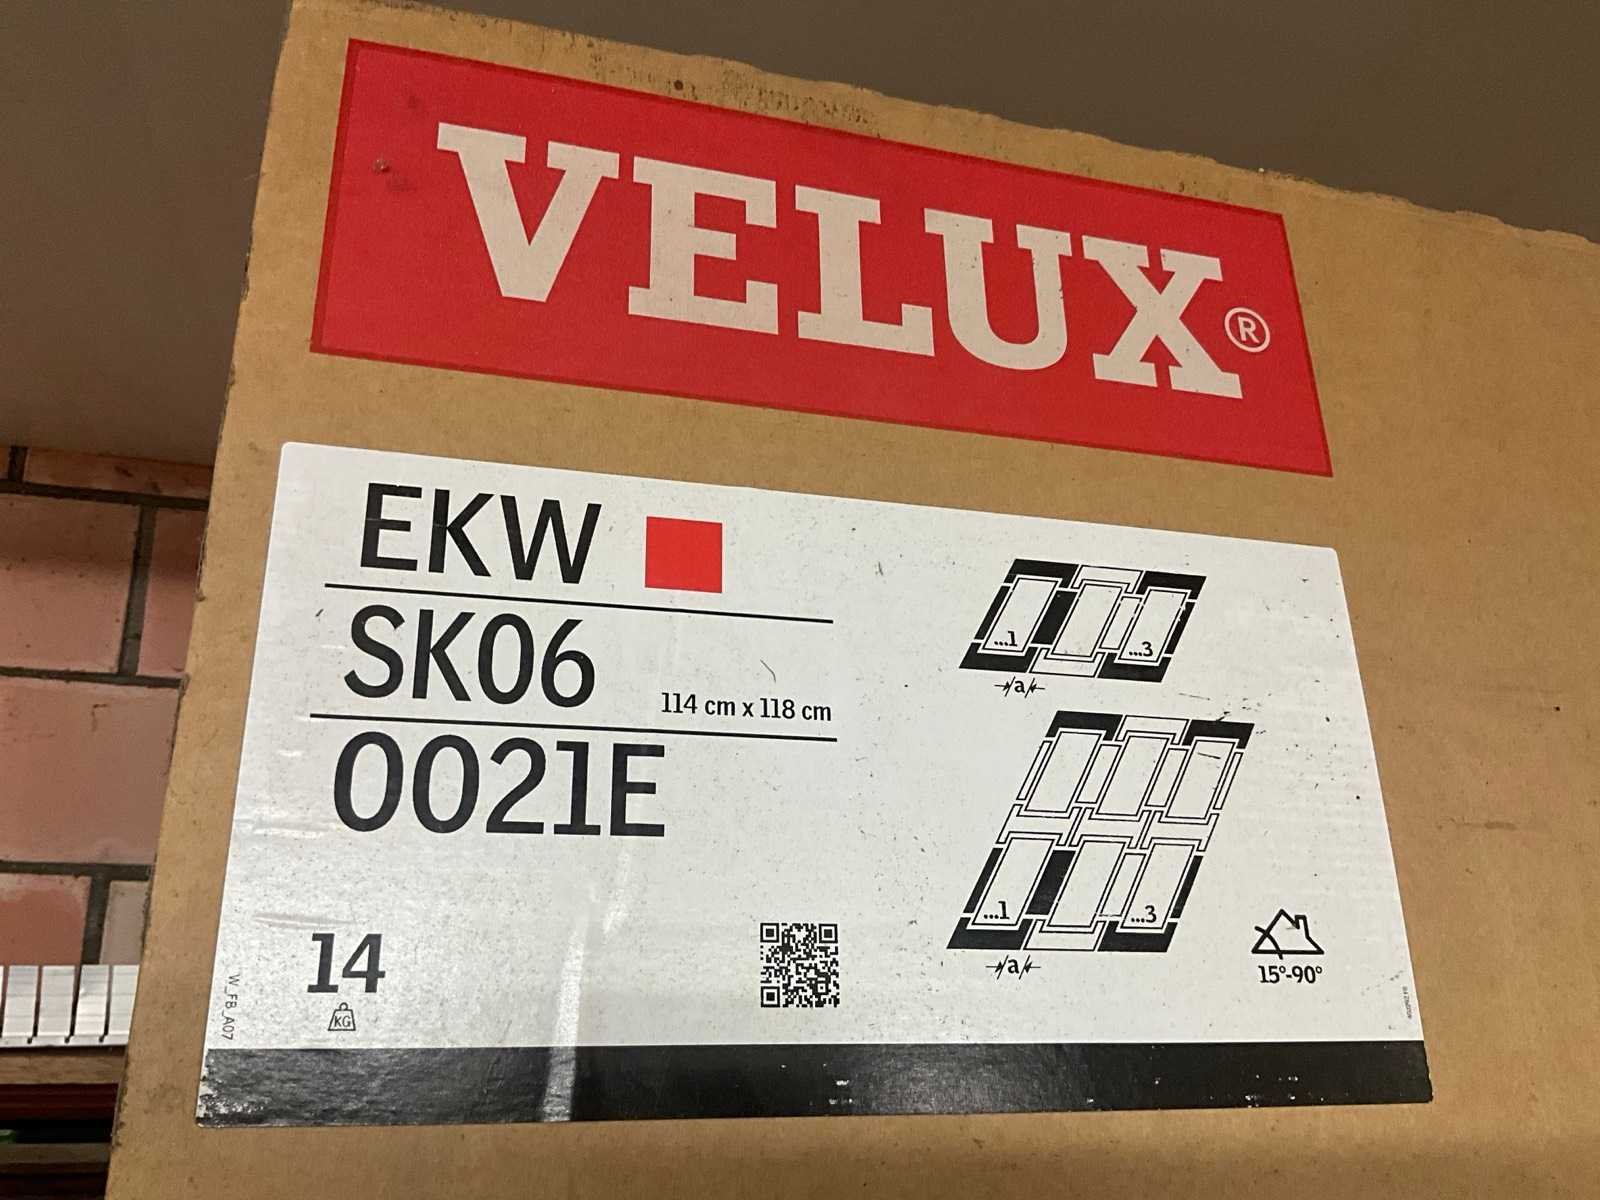 VELUX®
EKW
SK06
114 cm x 118 cm
0021E
...1
...3
a
...1
...3
a
14
KG
15°-90°
W_FB_A07